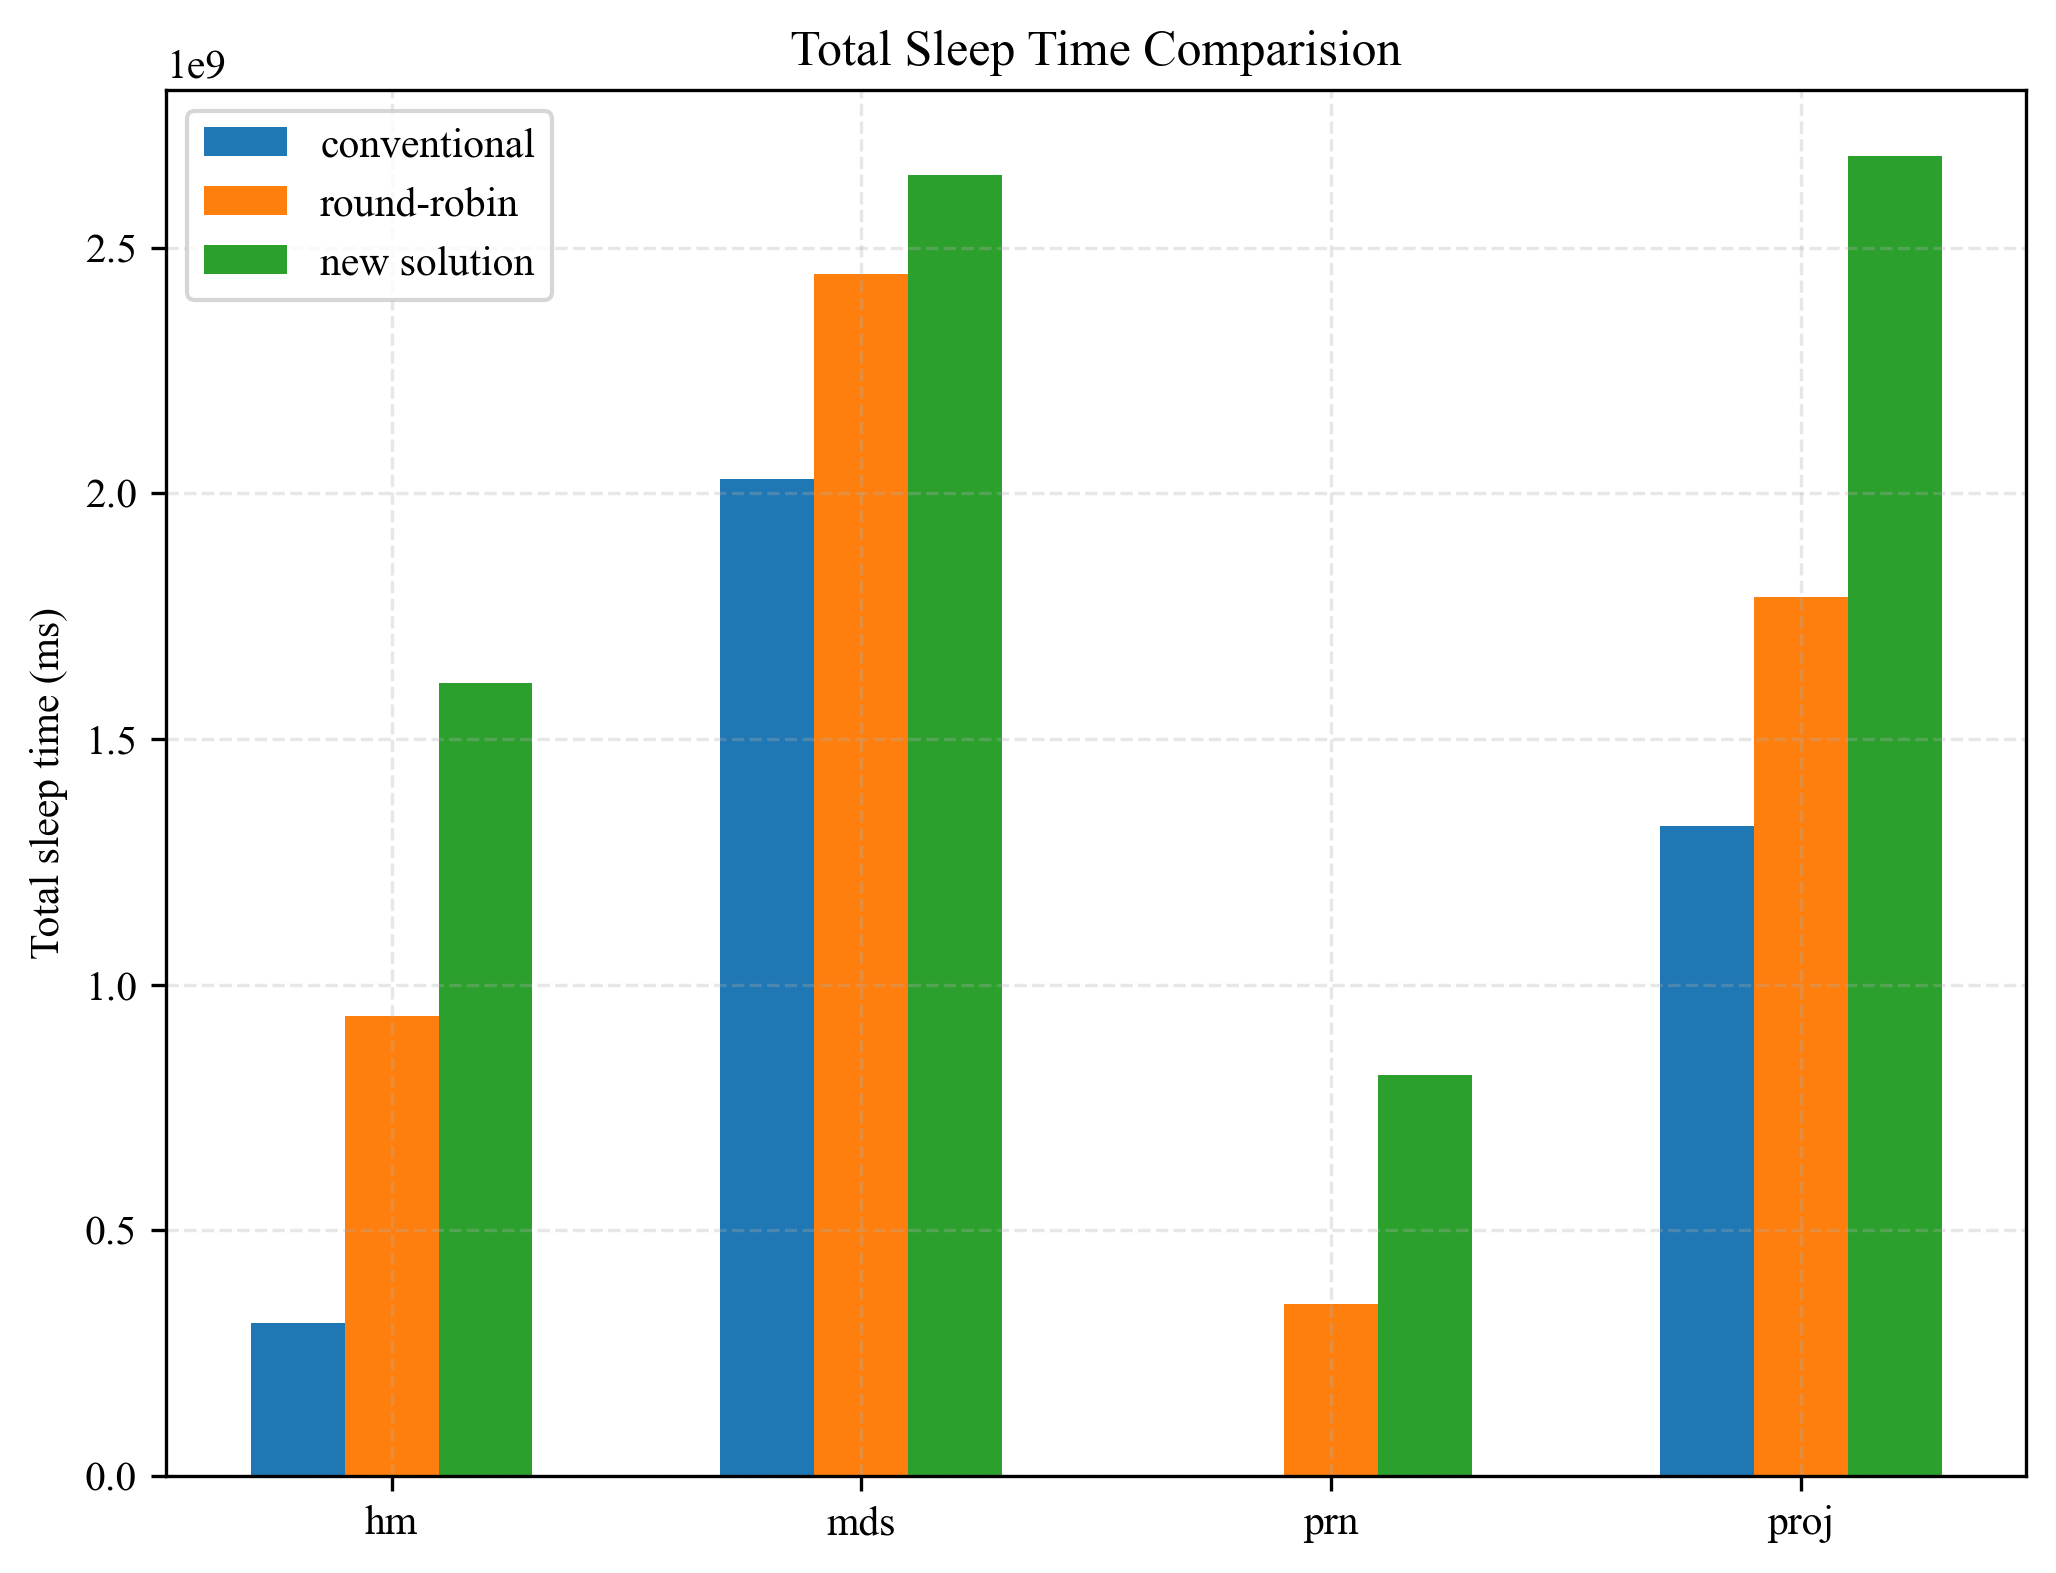 Total Sleep Time Comparision
1e9
conventional
round-robin
new solution
Total sleep time (ms)
2.5
2.0
1.5
1.0
0.5
0.0
hm mds prn proj